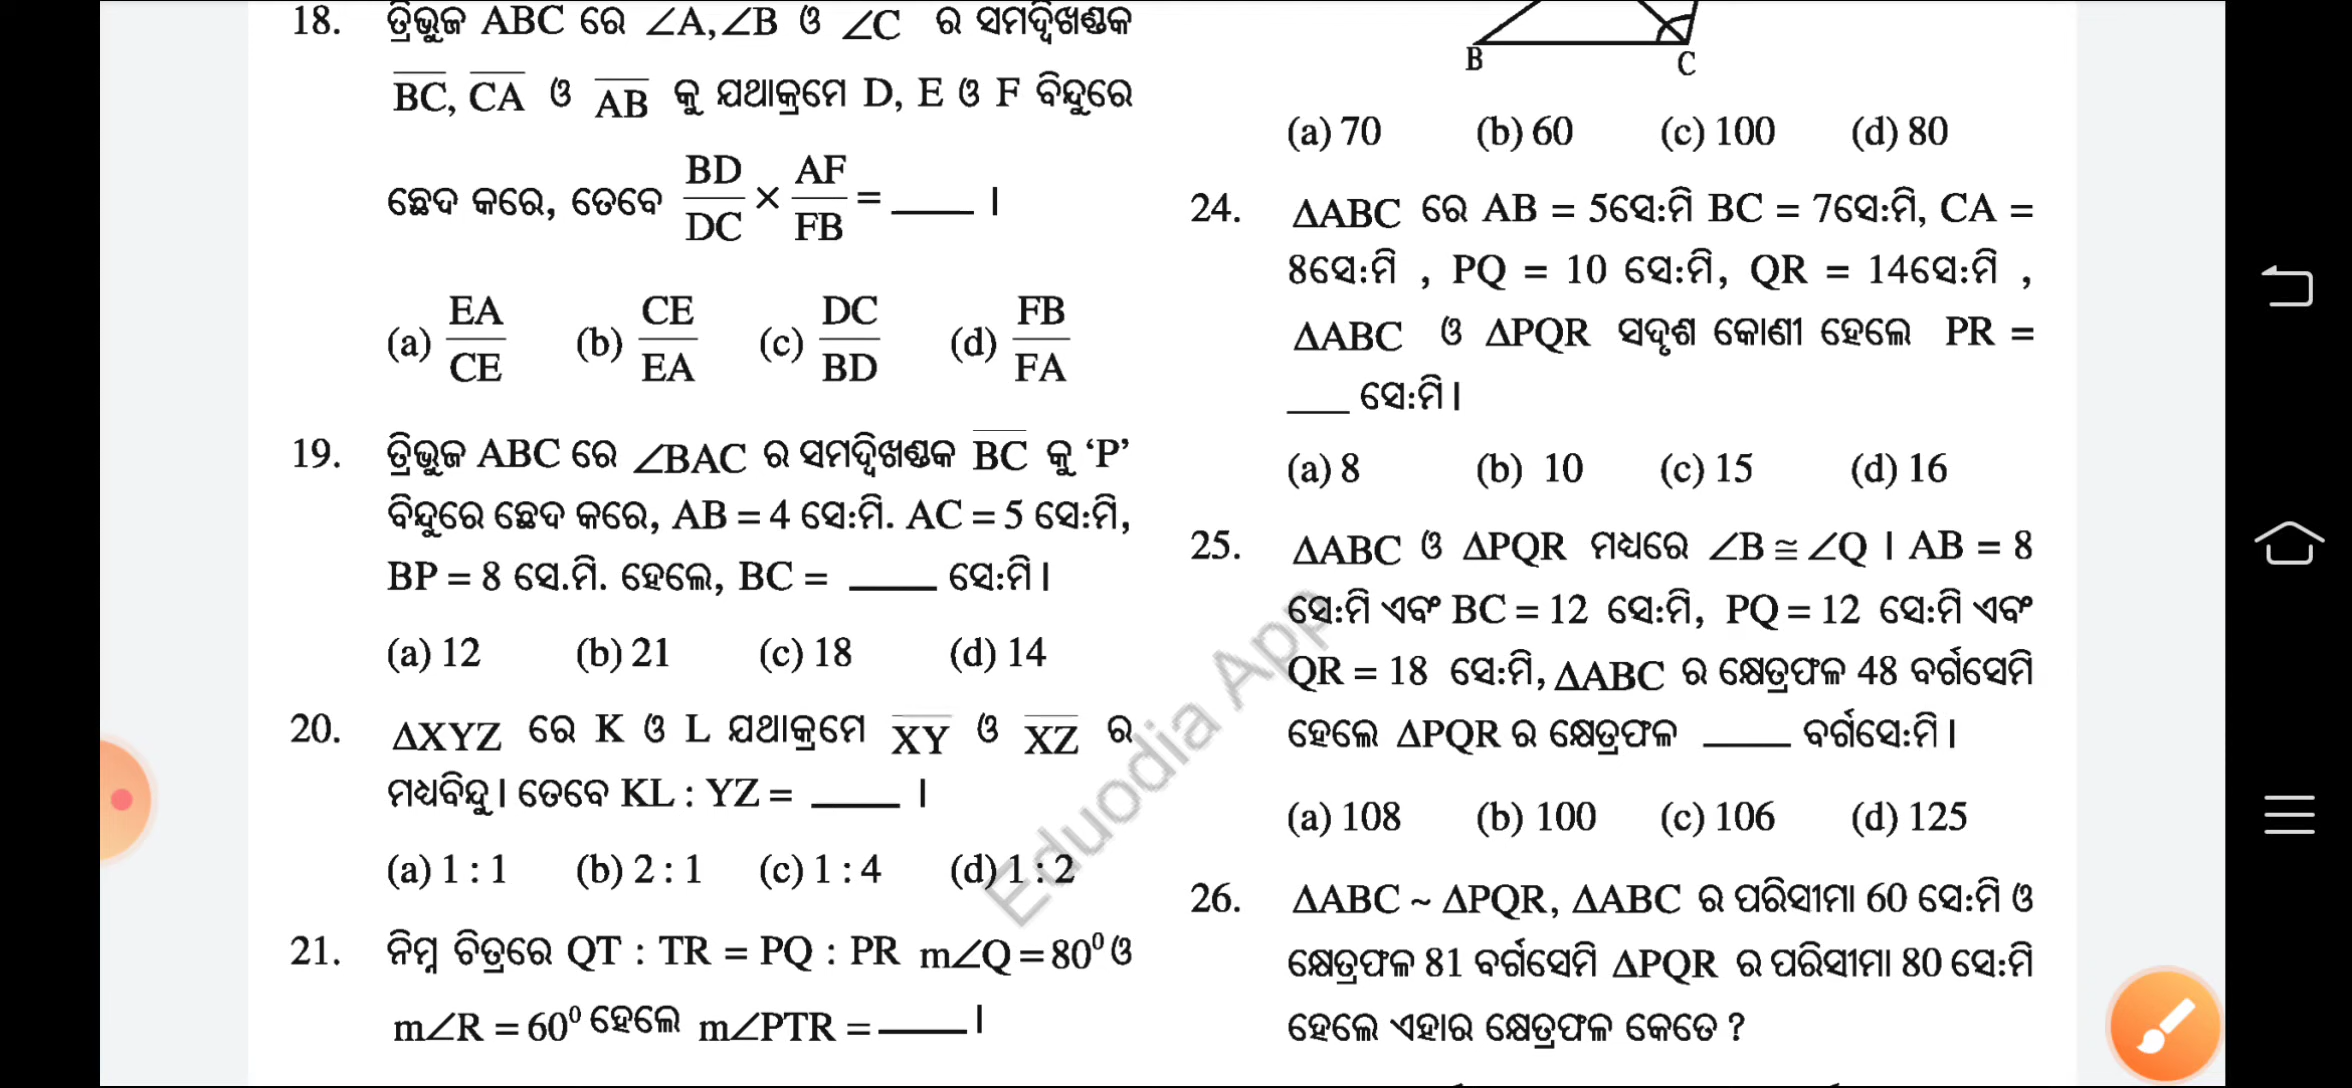 18. ତ୍ରିଭୁଜ ABC ରେ ∠A,∠B ଓ ∠C ର ସମଦ୍ୱିଖଣ୍ଡକ
BC, CA ଓ AB କୁ ଯଥାକ୍ରମେ D, E ଓ F ବିନ୍ଦୁରେ
ଛେଦ କରେ, ତେବେ BD/DC × AF/FB = ____ ।
(a) EA/CE (b) CE/EA (c) DC/BD (d) FB/FA
19. ତ୍ରିଭୁଜ ABC ରେ ∠BAC ର ସମଦ୍ୱିଖଣ୍ଡକ BC କୁ ‘P’
ବିନ୍ଦୁରେ ଛେଦ କରେ, AB = 4 ସେ:ମି. AC = 5 ସେ:ମି,
BP = 8 ସେ.ମି. ହେଲେ, BC = ____ ସେ:ମି।
(a) 12 (b) 21 (c) 18 (d) 14
20. ΔXYZ ରେ K ଓ L ଯଥାକ୍ରମେ XY ଓ XZ ର
ମଧ୍ୟବିନ୍ଦୁ। ତେବେ KL : YZ = ____ ।
(a) 1 : 1 (b) 2 : 1 (c) 1 : 4 (d) 1 : 2
21. ନିମ୍ନ ଚିତ୍ରରେ QT : TR = PQ : PR m∠Q = 80⁰ ଓ
m∠R = 60⁰ ହେଲେ m∠PTR = ____ ।
B C
(a) 70 (b) 60 (c) 100 (d) 80
24. ΔABC ରେ AB = 5ସେ:ମି BC = 7ସେ:ମି, CA =
8ସେ:ମି , PQ = 10 ସେ:ମି, QR = 14ସେ:ମି ,
ΔABC ଓ ΔPQR ସଦୃଶ କୋଣୀ ହେଲେ PR =
___ ସେ:ମି।
(a) 8 (b) 10 (c) 15 (d) 16
25. ΔABC ଓ ΔPQR ମଧ୍ୟରେ ∠B ≅ ∠Q । AB = 8
ସେ:ମି ଏବଂ BC = 12 ସେ:ମି, PQ = 12 ସେ:ମି ଏବଂ
QR = 18 ସେ:ମି, ΔABC ର କ୍ଷେତ୍ରଫଳ 48 ବର୍ଗସେମି
ହେଲେ ΔPQR ର କ୍ଷେତ୍ରଫଳ ____ ବର୍ଗସେ:ମି।
(a) 108 (b) 100 (c) 106 (d) 125
26. ΔABC ~ ΔPQR, ΔABC ର ପରିସୀମା 60 ସେ:ମି ଓ
କ୍ଷେତ୍ରଫଳ 81 ବର୍ଗସେମି ΔPQR ର ପରିସୀମା 80 ସେ:ମି
ହେଲେ ଏହାର କ୍ଷେତ୍ରଫଳ କେତେ ?
Eduodia App